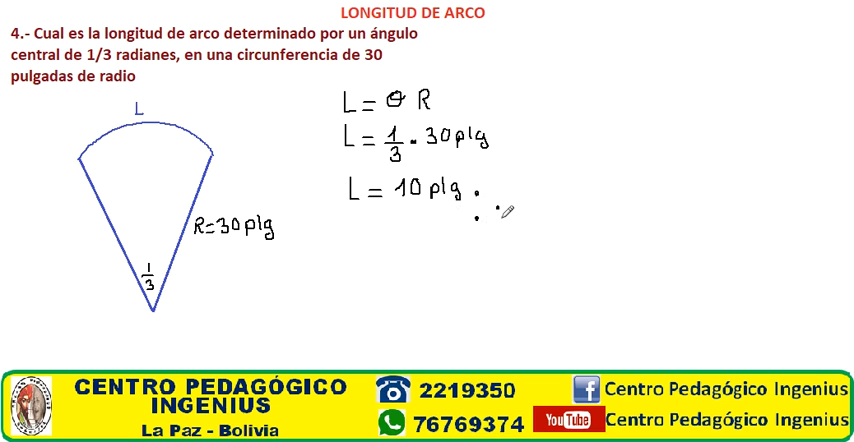 LONGITUD DE ARCO
4.- Cual es la longitud de arco determinado por un ángulo
central de 1/3 radianes, en una circunferencia de 30
pulgadas de radio
L
L = θ R
L = 1/3 · 30 plg
L = 10 plg
R=30 plg
1/3
CENTRO PEDAGÓGICO
INGENIUS
La Paz - Bolivia
2219350
76769374
Centro Pedagógico Ingenius
YouTube Centro Pedagógico Ingenius